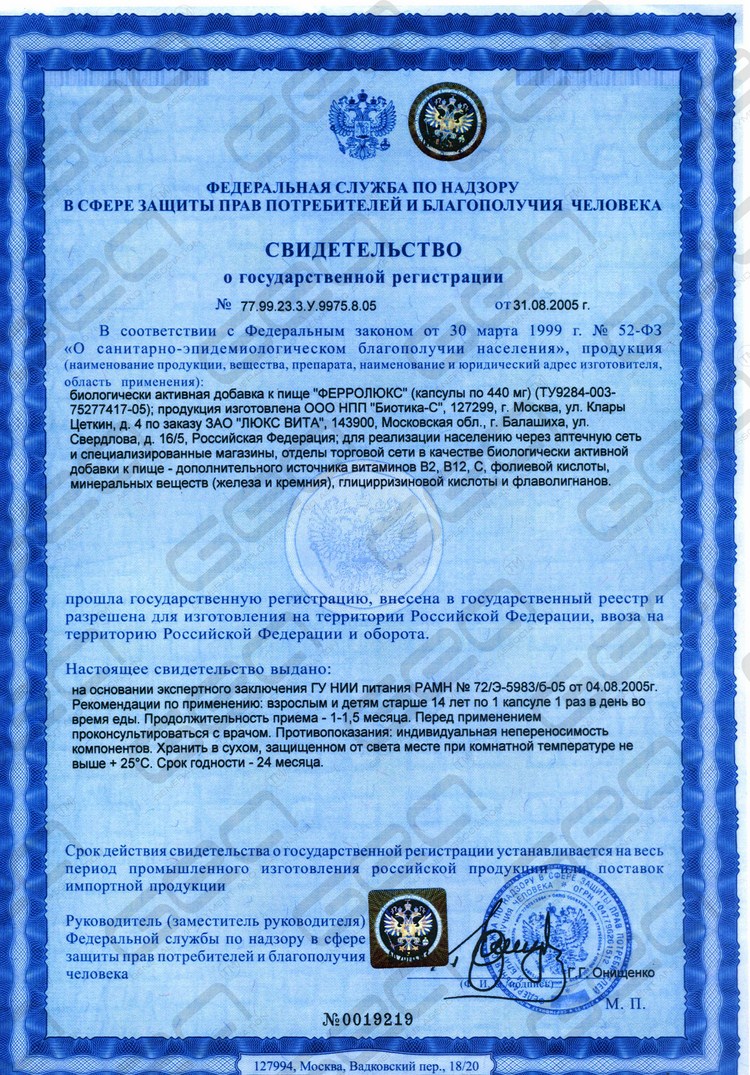 ФЕДЕРАЛЬНАЯ СЛУЖБА ПО НАДЗОРУ
В СФЕРЕ ЗАЩИТЫ ПРАВ ПОТРЕБИТЕЛЕЙ И БЛАГОПОЛУЧИЯ ЧЕЛОВЕКА
СВИДЕТЕЛЬСТВО
о государственной регистрации
№ 77.99.23.3.У.9975.8.05 от 31.08.2005 г.
В соответствии с Федеральным законом от 30 марта 1999 г. № 52-ФЗ
«О санитарно-эпидемиологическом благополучии населения», продукция
(наименование продукции, вещества, препарата, наименование и юридический адрес изготовителя,
область применения):
биологически активная добавка к пище "ФЕРРОЛЮКС" (капсулы по 440 мг) (ТУ9284-003-
75277417-05); продукция изготовлена ООО НПП "Биотика-С", 127299, г. Москва, ул. Клары
Цеткин, д. 4 по заказу ЗАО "ЛЮКС ВИТА", 143900, Московская обл., г. Балашиха, ул.
Свердлова, д. 16/5, Российская Федерация; для реализации населению через аптечную сеть
и специализированные магазины, отделы торговой сети в качестве биологически активной
добавки к пище - дополнительного источника витаминов В2, В12, С, фолиевой кислоты,
минеральных веществ (железа и кремния), глицирризиновой кислоты и флаволигнанов.
прошла государственную регистрацию, внесена в государственный реестр и
разрешена для изготовления на территории Российской Федерации, ввоза на
территорию Российской Федерации и оборота.
Настоящее свидетельство выдано:
на основании экспертного заключения ГУ НИИ питания РАМН № 72/Э-5983/б-05 от 04.08.2005г.
Рекомендации по применению: взрослым и детям старше 14 лет по 1 капсуле 1 раз в день во
время еды. Продолжительность приема - 1-1,5 месяца. Перед применением
проконсультироваться с врачом. Противопоказания: индивидуальная непереносимость
компонентов. Хранить в сухом, защищенном от света месте при комнатной температуре не
выше + 25°С. Срок годности - 24 месяца.
Срок действия свидетельства о государственной регистрации устанавливается на весь
период промышленного изготовления российской продукции или поставок
импортной продукции
Руководитель (заместитель руководителя)
Федеральной службы по надзору в сфере
защиты прав потребителей и благополучия
человека
Г.Г. Онищенко
М. П.
№0019219
127994, Москва, Вадковский пер., 18/20